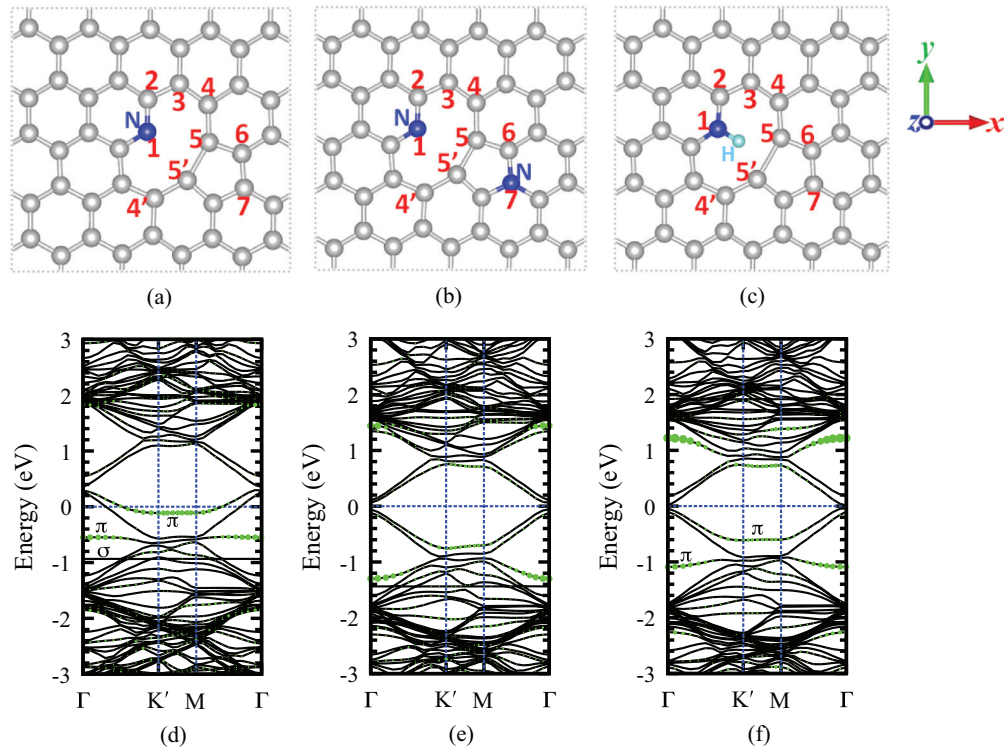 2 4 3 N 5 6 1 5' 4' 7
2 4 3 N 5 6 1 5' N 4' 7
2 4 3 1 5 6 H 5' 4' 7
y z x
(a) (b) (c)
Energy (eV) 3 2 1 0 -1 -2 -3 π π σ
Γ K′ M Γ
(d)
Energy (eV) 3 2 1 0 -1 -2 -3
Γ K′ M Γ
(e)
Energy (eV) 3 2 1 0 -1 -2 -3 π π
Γ K′ M Γ
(f)